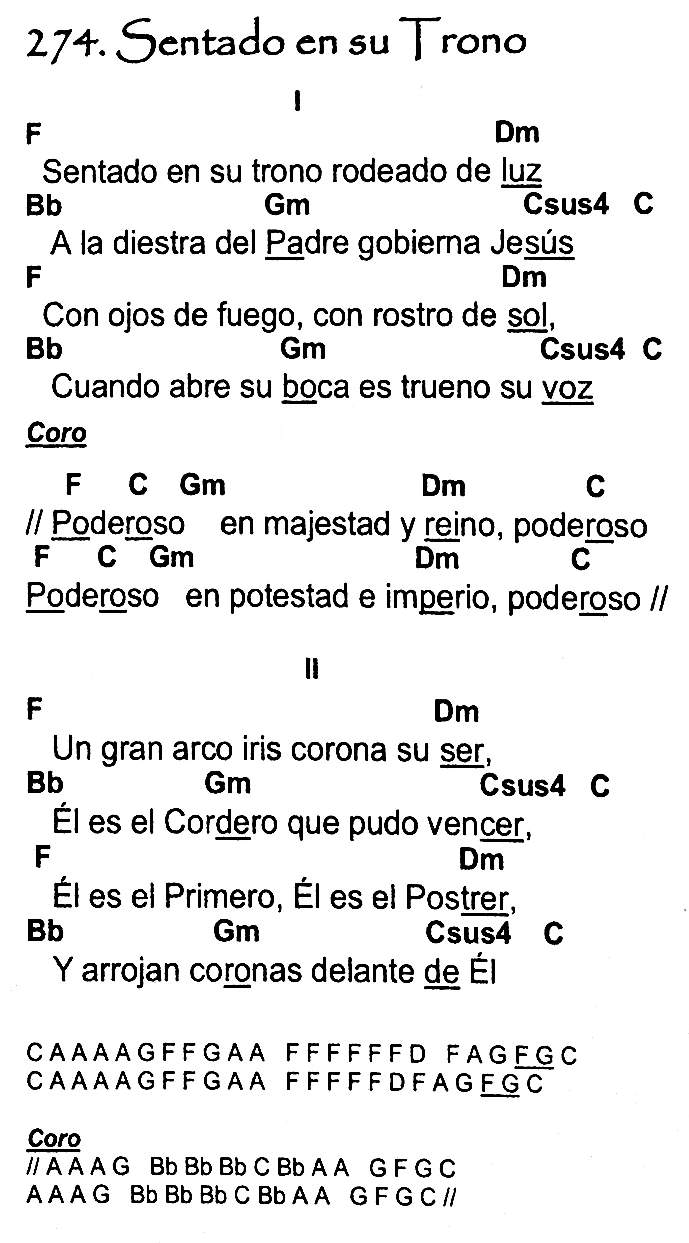 274. Sentado en su Trono
I
F Dm
Sentado en su trono rodeado de luz
Bb Gm Csus4 C
A la diestra del Padre gobierna Jesús
F Dm
Con ojos de fuego, con rostro de sol,
Bb Gm Csus4 C
Cuando abre su boca es trueno su voz
Coro
F C Gm Dm C
// Poderoso en majestad y reino, poderoso
F C Gm Dm C
Poderoso en potestad e imperio, poderoso //
II
F Dm
Un gran arco iris corona su ser,
Bb Gm Csus4 C
Él es el Cordero que pudo vencer,
F Dm
Él es el Primero, Él es el Postrer,
Bb Gm Csus4 C
Y arrojan coronas delante de Él
C A A A A G F F G A A F F F F F F D F A G F G C
C A A A A G F F G A A F F F F F D F A G F G C
Coro
// A A A G Bb Bb Bb C Bb A A G F G C
A A A G Bb Bb Bb C Bb A A G F G C //